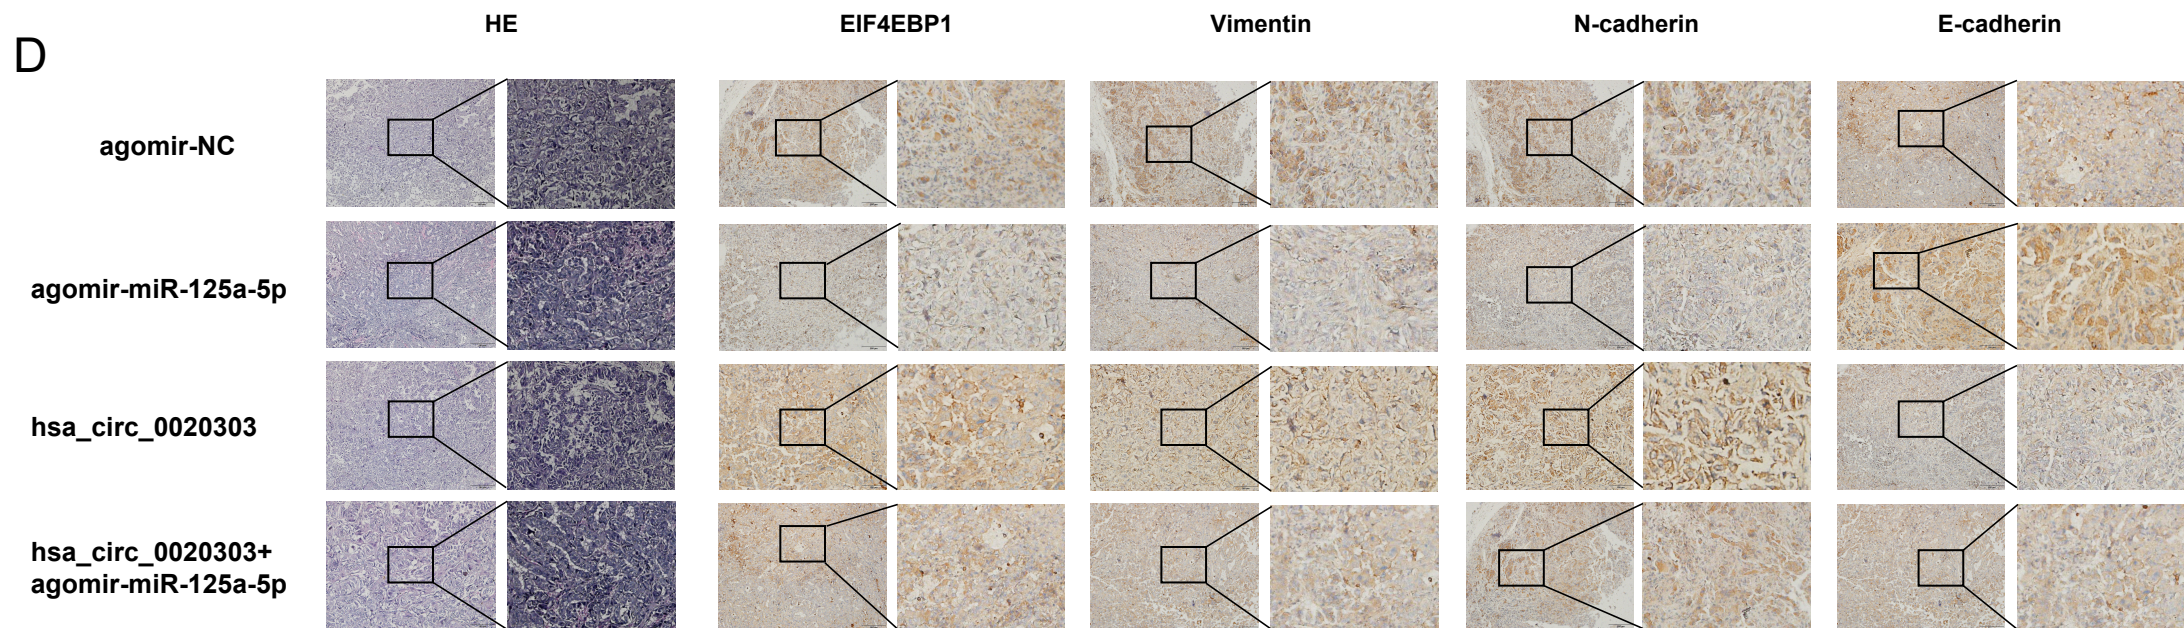 D
HE
EIF4EBP1
Vimentin
N-cadherin
E-cadherin
agomir-NC
agomir-miR-125a-5p
hsa_circ_0020303
hsa_circ_0020303+
agomir-miR-125a-5p